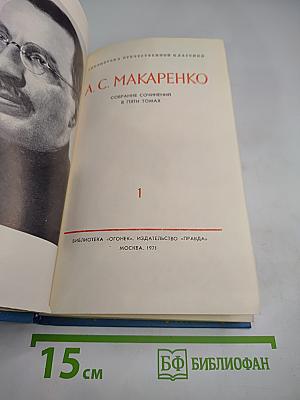 БИБЛИОТЕКА ОТЕЧЕСТВЕННОЙ КЛАССИКИ
А. С. МАКАРЕНКО
СОБРАНИЕ СОЧИНЕНИЙ
В ПЯТИ ТОМАХ
1
БИБЛИОТЕКА «ОГОНЕК». ИЗДАТЕЛЬСТВО «ПРАВДА»
МОСКВА. 1971
15 см
БФ БИБЛИОФАН